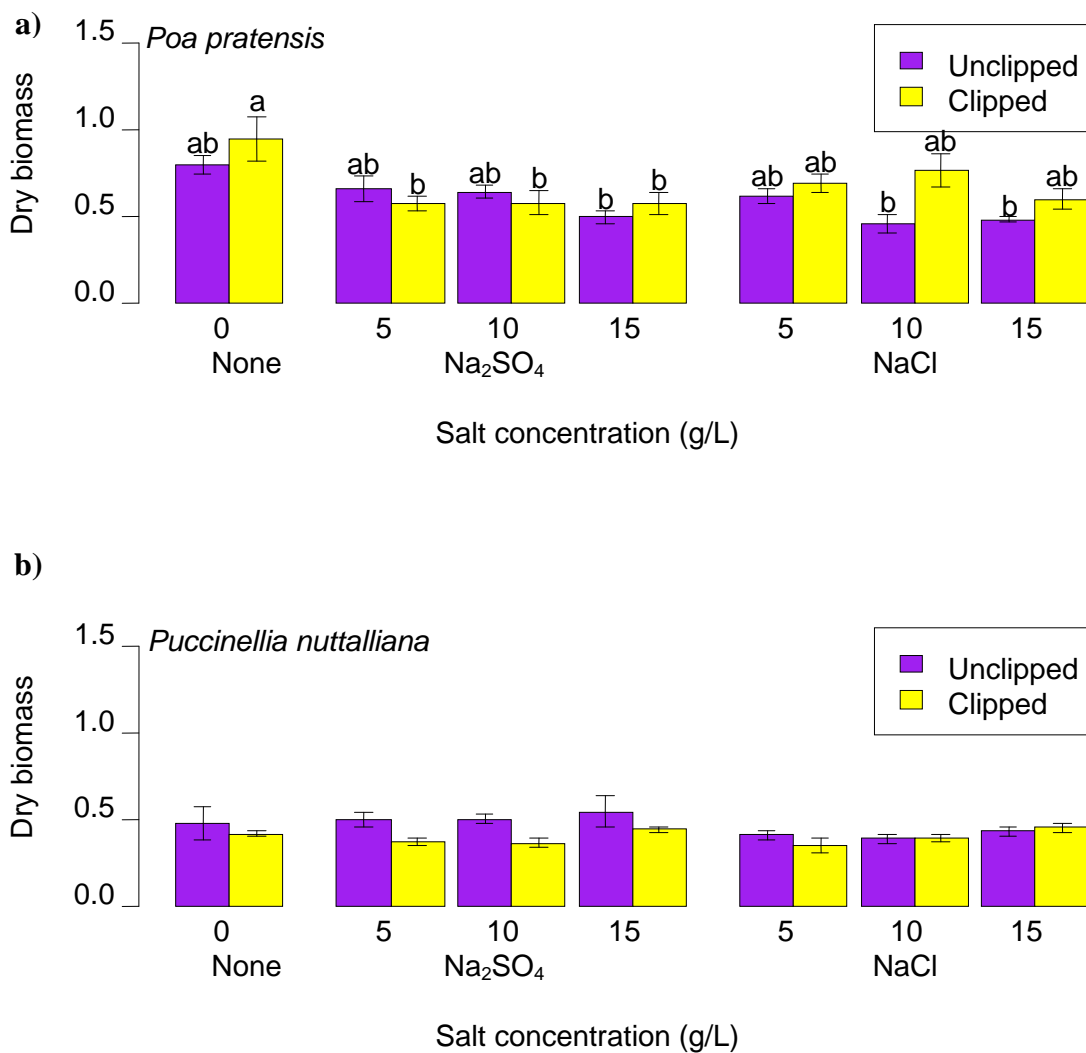 a)
Poa pratensis
Unclipped
Clipped
Dry biomass
1.5
1.0
0.5
0.0
ab a ab b ab b b b ab ab b ab b ab
0 5 10 15 5 10 15
None Na₂SO₄ NaCl
Salt concentration (g/L)
b)
Puccinellia nuttalliana
Unclipped
Clipped
Dry biomass
1.5
1.0
0.5
0.0
0 5 10 15 5 10 15
None Na₂SO₄ NaCl
Salt concentration (g/L)